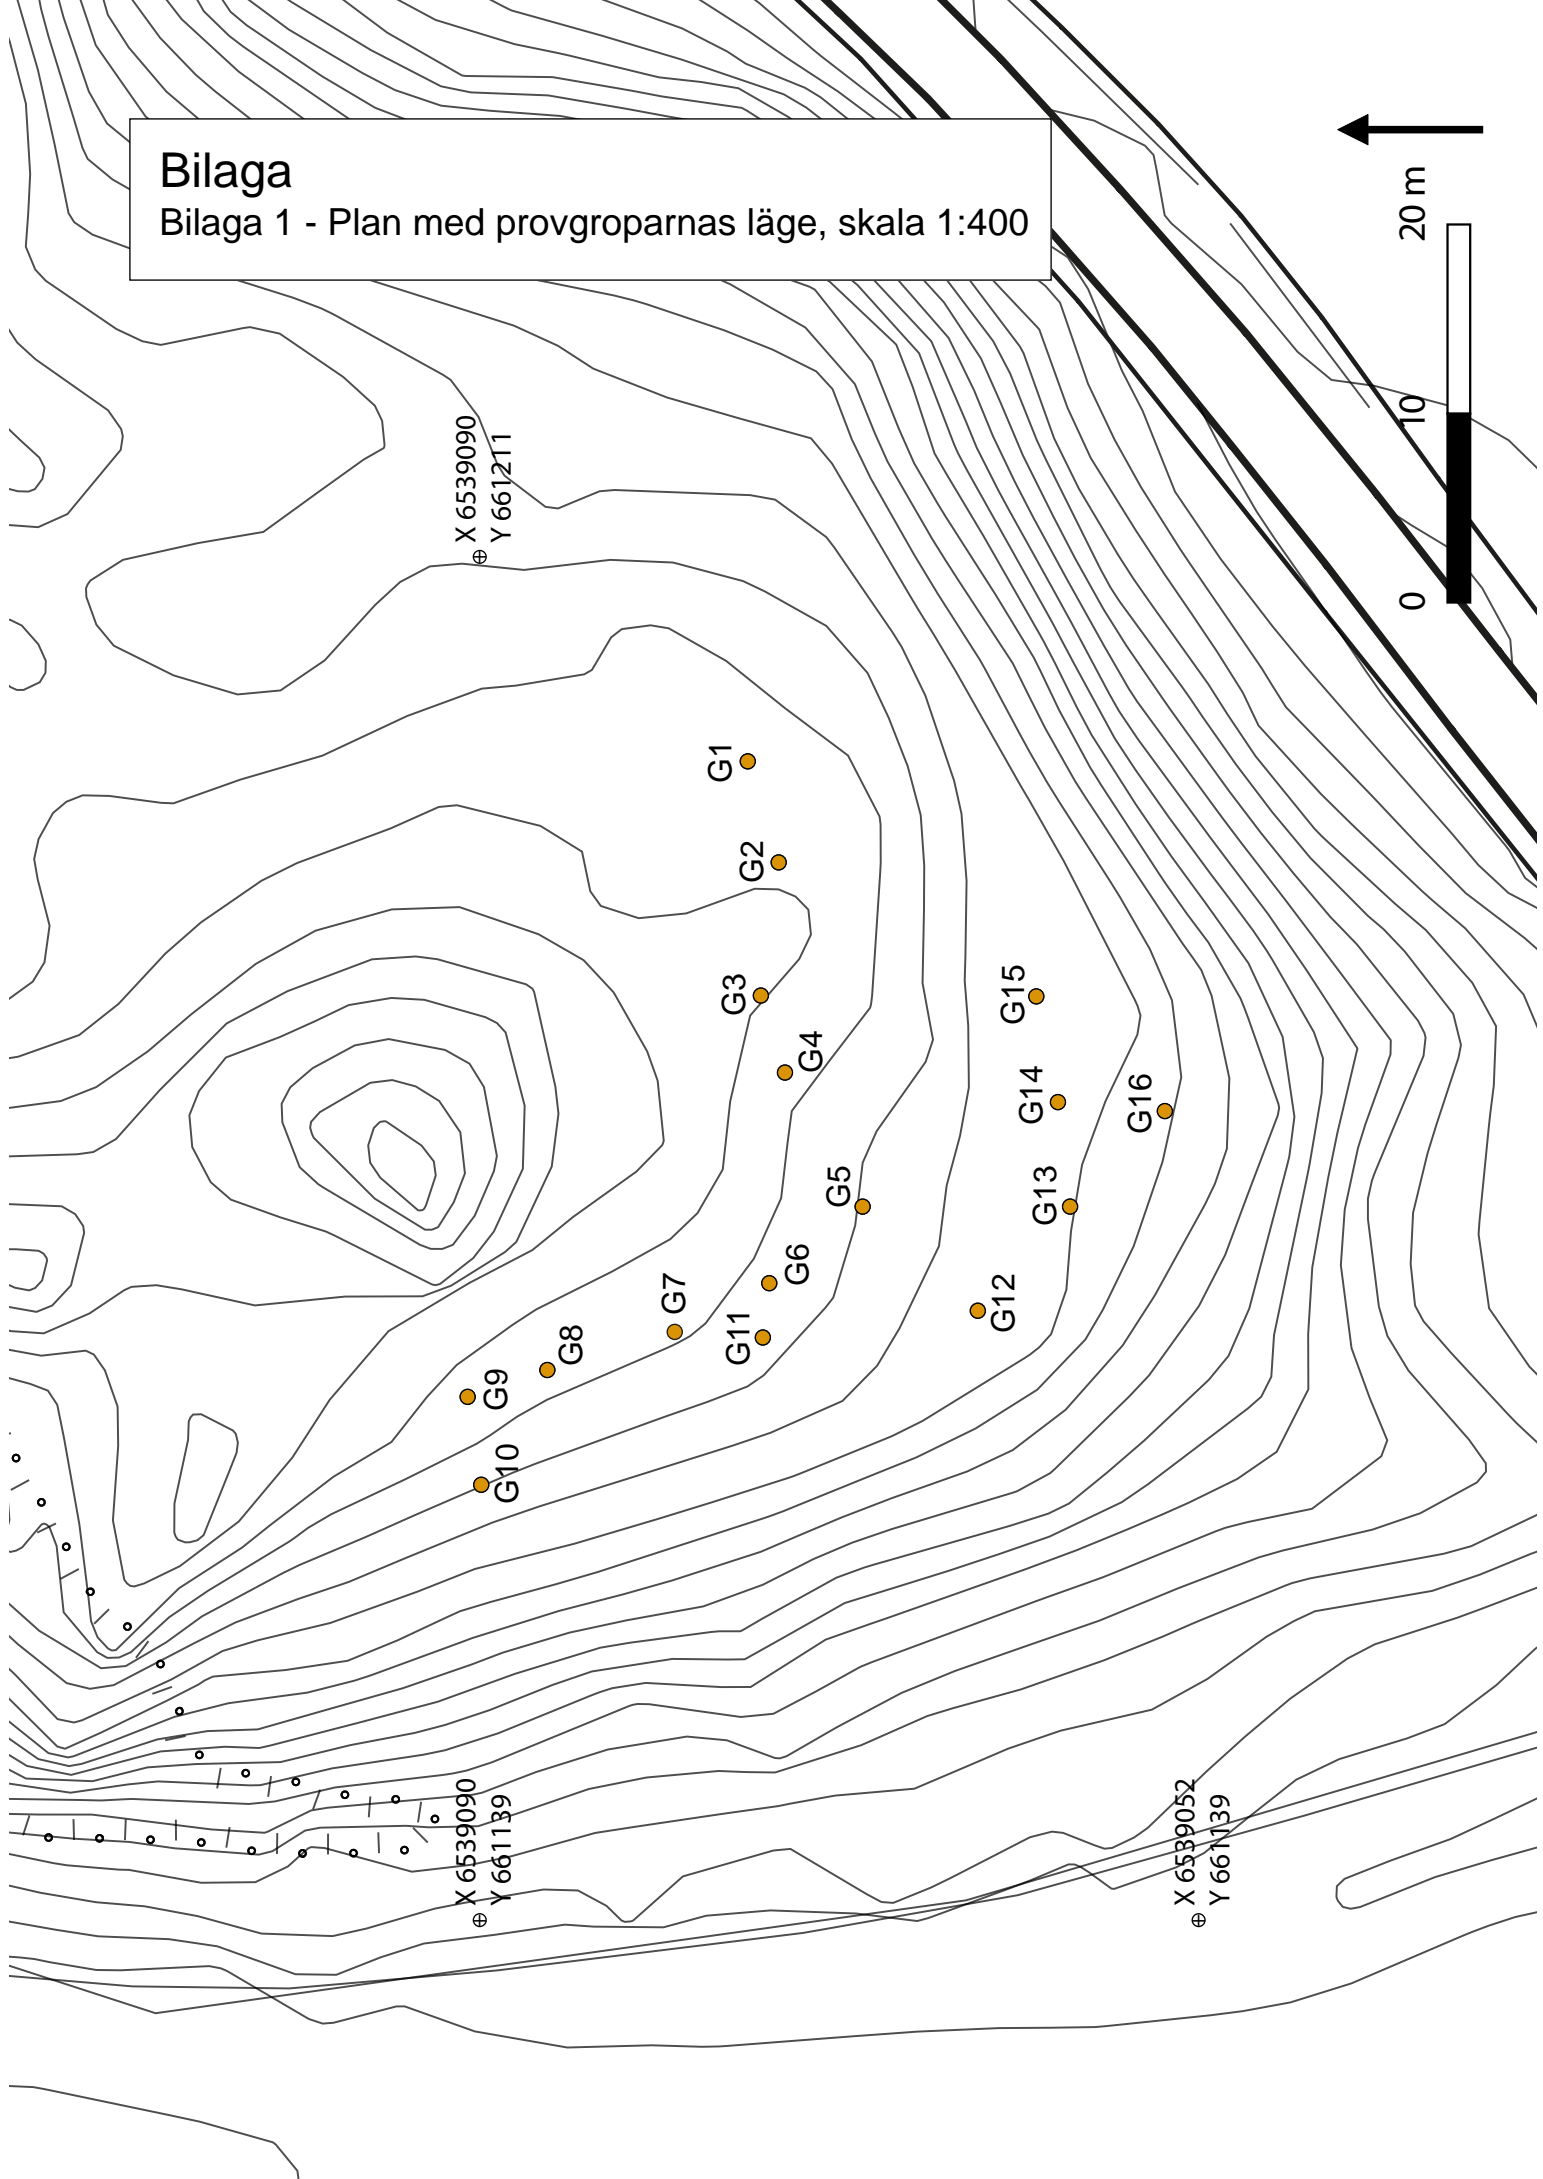 Bilaga
Bilaga 1 - Plan med provgroparnas läge, skala 1:400
20 m
10
0
X 6539090
Y 661211
G1
G2
G3
G4
G15
G14
G16
G5
G13
G6
G12
G7
G11
G8
G9
G10
X 6539090
Y 661139
X 6539052
Y 661139